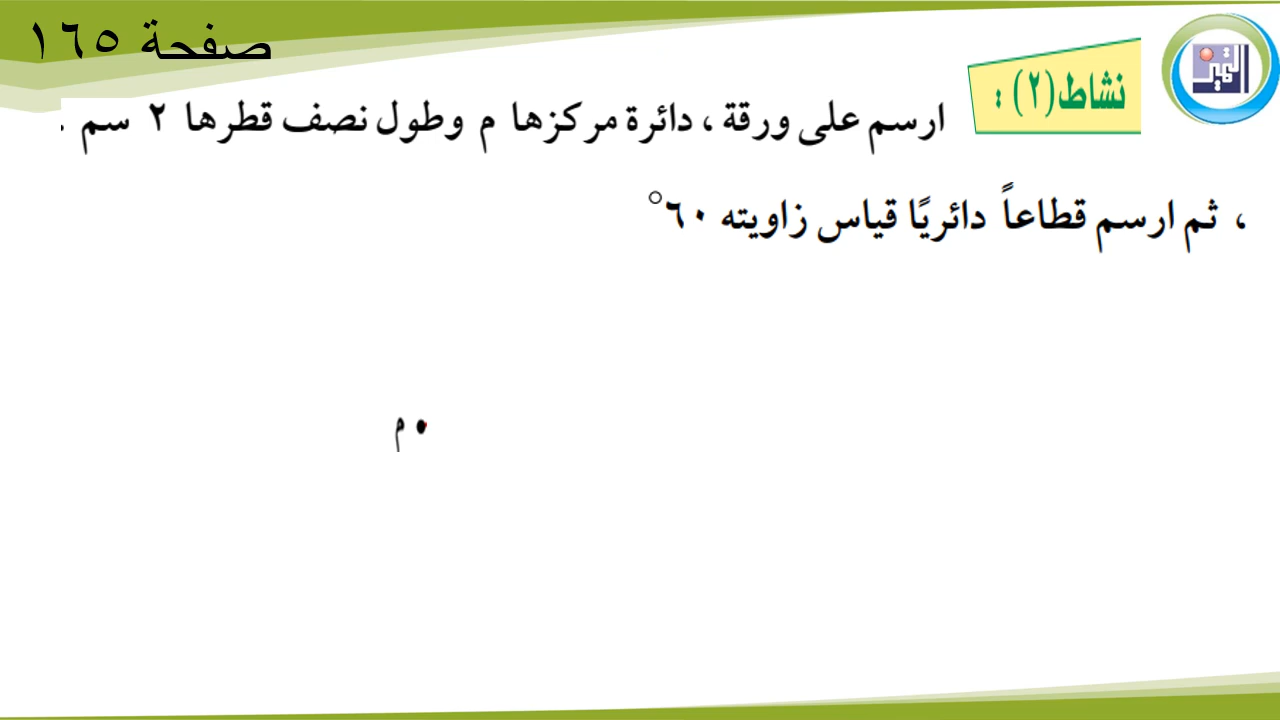 صفحة ١٦٥
التميز
نشاط (٢) :
ارسم على ورقة ، دائرة مركزها م وطول نصف قطرها ٢ سم .
، ثم ارسم قطاعاً دائريًا قياس زاويته ٦٠°
م